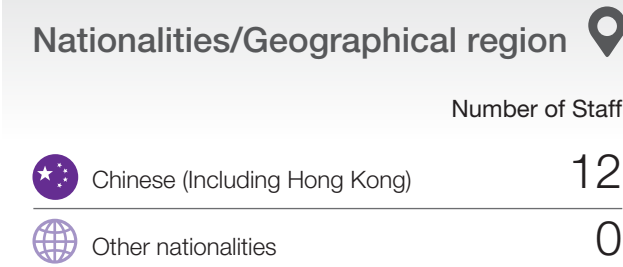 Nationalities/Geographical region
Number of Staff
Chinese (Including Hong Kong) 12
Other nationalities 0